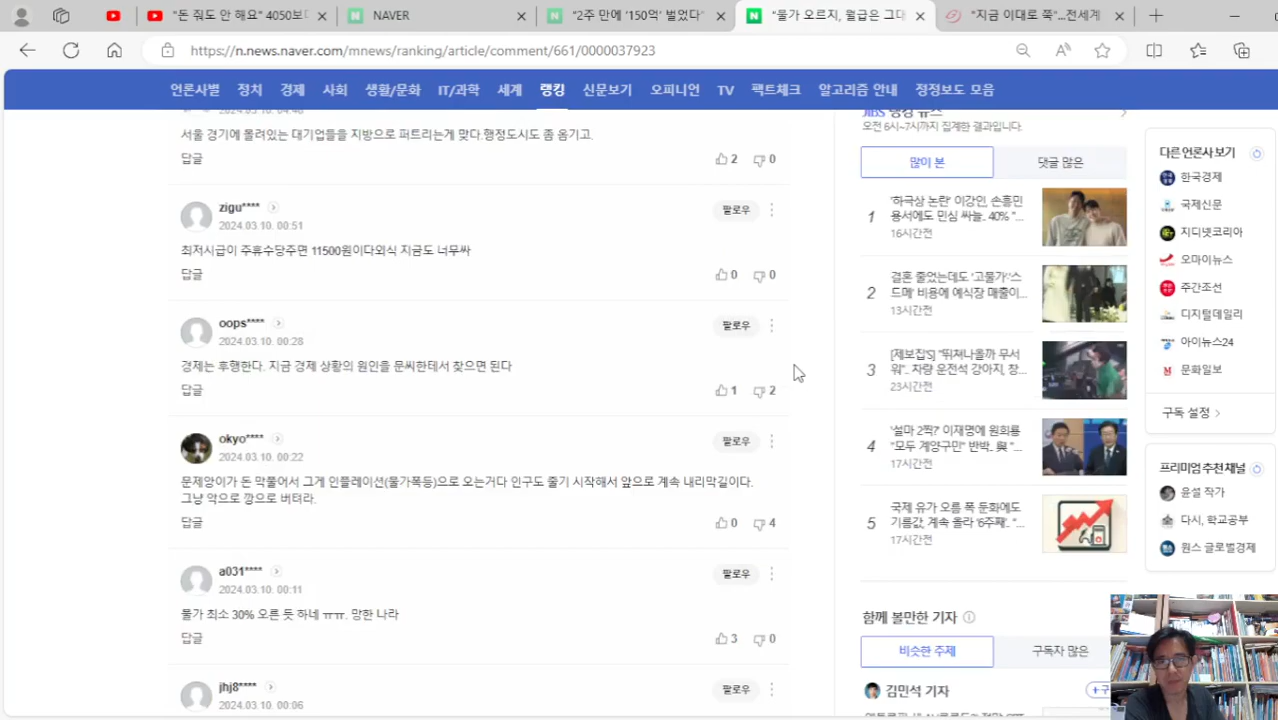 "돈 줘도 안 해요" 4050보다
NAVER
"2주 만에 '150억' 벌었다"
"물가 오르지, 월급은 그대
"지금 이대로 쭉"...전세계
https://n.news.naver.com/mnews/ranking/article/comment/661/0000037923
언론사별 정치 경제 사회 생활/문화 IT/과학 세계 랭킹 신문보기 오피니언 TV 팩트체크 알고리즘 안내 정정보도 모음
서울 경기에 몰려있는 대기업들을 지방으로 퍼트리는게 맞다.행정도시도 좀 옮기고.
답글
2 0
zigu****
팔로우
2024.03.10. 00:51
최저시급이 주휴수당주면 11500원이다외식 지금도 너무싸
답글
0 0
oops****
팔로우
2024.03.10. 00:28
경제는 후행한다. 지금 경제 상황의 원인을 문씨한테서 찾으면 된다
답글
1 2
okyo****
팔로우
2024.03.10. 00:22
문제앙이가 돈 막풀어서 그게 인플레이션(물가폭등)으로 오는거다 인구도 줄기 시작해서 앞으로 계속 내리막길이다.
그냥 악으로 깡으로 버텨라.
답글
0 4
a031****
팔로우
2024.03.10. 00:11
물가 최소 30% 오른 듯 하네 ㅠㅠ. 망한 나라
답글
3 0
jhj8****
팔로우
2024.03.10. 00:06
JIBS 랭킹 뉴스
오전 6시~7시까지 집계한 결과입니다.
많이 본
댓글 많은
1
'하극상 논란' 이강인, 손흥민
용서에도 민심 싸늘.. 40% "...
16시간전
2
결혼 줄었는데도 '고물가'·'스
드메' 비용에 예식장 매출이...
13시간전
3
[제보집'S] "뛰쳐나올까 무서
워".. 차량 운전석 강아지, 창...
23시간전
4
'설마 2찍?' 이재명에 원희룡
"모두 계양구민" 반박.. 與 "...
17시간전
5
국제 유가 오름 폭 둔화에도
기름값, 계속 올라 '6주째'.. "...
17시간전
함께 볼만한 기자
비슷한 주제
구독자 많은
김민석 기자
+구
다른 언론사 보기
한국경제
국제신문
지디넷코리아
오마이뉴스
주간조선
디지털데일리
아이뉴스24
문화일보
구독 설정
프리미엄 추천 채널
윤설 작가
다시, 학교공부
원스 글로벌경제